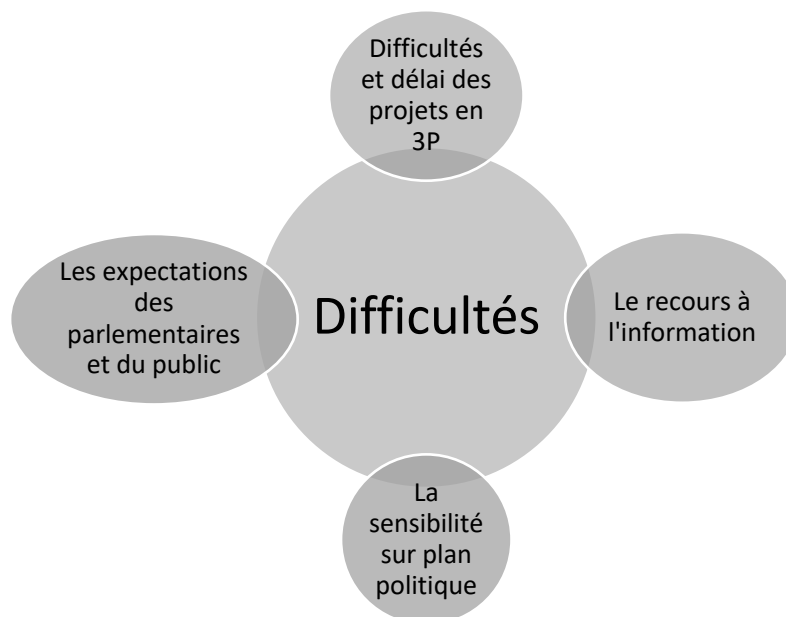 Difficultés
et délai des
projets en
3P
Les expectations
des
parlementaires
et du public
Difficultés
Le recours à
l'information
La
sensibilité
sur plan
politique